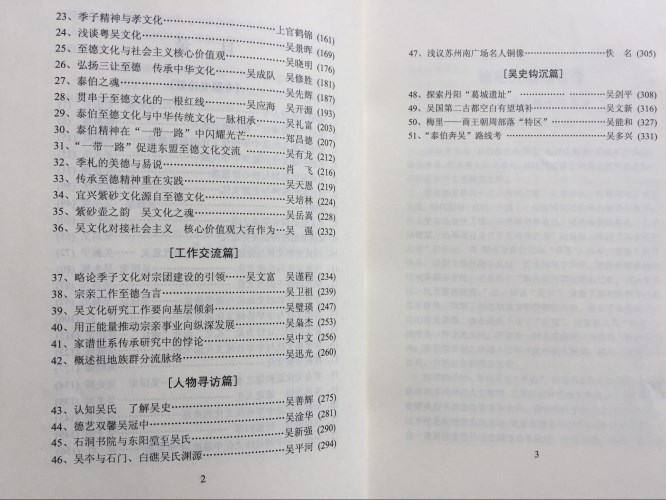 23、季子精神与孝文化……………上官鹤锦 (161)
24、浅谈粤吴文化………………吴景晖 (169)
25、至德文化与社会主义核心价值观………吴晓明 (176)
26、弘扬三让至德 传承中华文化……吴成队 吴修胜 (181)
27、泰伯之魂………………吴先辉 (187)
28、贯串于至德文化的一根红线……吴应海 吴开源 (199)
29、泰伯至德文化与中华传统文化一脉相承……吴礼富 (203)
30、泰伯精神在“一带一路”中闪耀光芒……郑昌德 (207)
31、“一带一路”促进东盟至德文化交流……吴有龙 (212)
32、季札的美德与易说………………肖 飞 (216)
33、传承至德精神重在实践……………吴天恩 (219)
34、宜兴紫砂文化源自至德文化…………吴培林 (224)
35、紫砂壶之韵 吴文化之魂……………吴岳嵩 (228)
36、吴文化对接社会主义 核心价值观大有作为…吴 强 (232)
[工作交流篇]
37、略论季子文化对宗团建设的引领……吴文富 吴谨程 (234)
38、宗亲工作至德刍言………………吴卫祖 (239)
39、吴文化研究工作要向基层倾斜…………吴璧瑛 (247)
40、用正能量推动宗亲事业向纵深发展………吴枭杰 (253)
41、家谱世系传承研究中的悖论…………吴中文 (256)
42、概述祖地族群分流脉络……………吴迅光 (260)
[人物寻访篇]
43、认知吴氏 了解吴史………………吴善辉 (275)
44、德艺双馨吴冠中………………吴淦华 (281)
45、石洞书院与东阳堂至吴氏……………吴新强 (290)
46、吴夲与石门、白礁吴氏渊源……………吴平河 (294)
2
47、浅议苏州南广场名人铜像……………佚 名 (305)
[吴史钩沉篇]
48、探索丹阳“葛城遗址”……………吴剑平 (308)
49、吴国第二古都空白有望填补…………吴文新 (316)
50、梅里——商王朝周部落“特区”………吴能和 (327)
51、“泰伯奔吴”路线考………………吴多兴 (331)
3